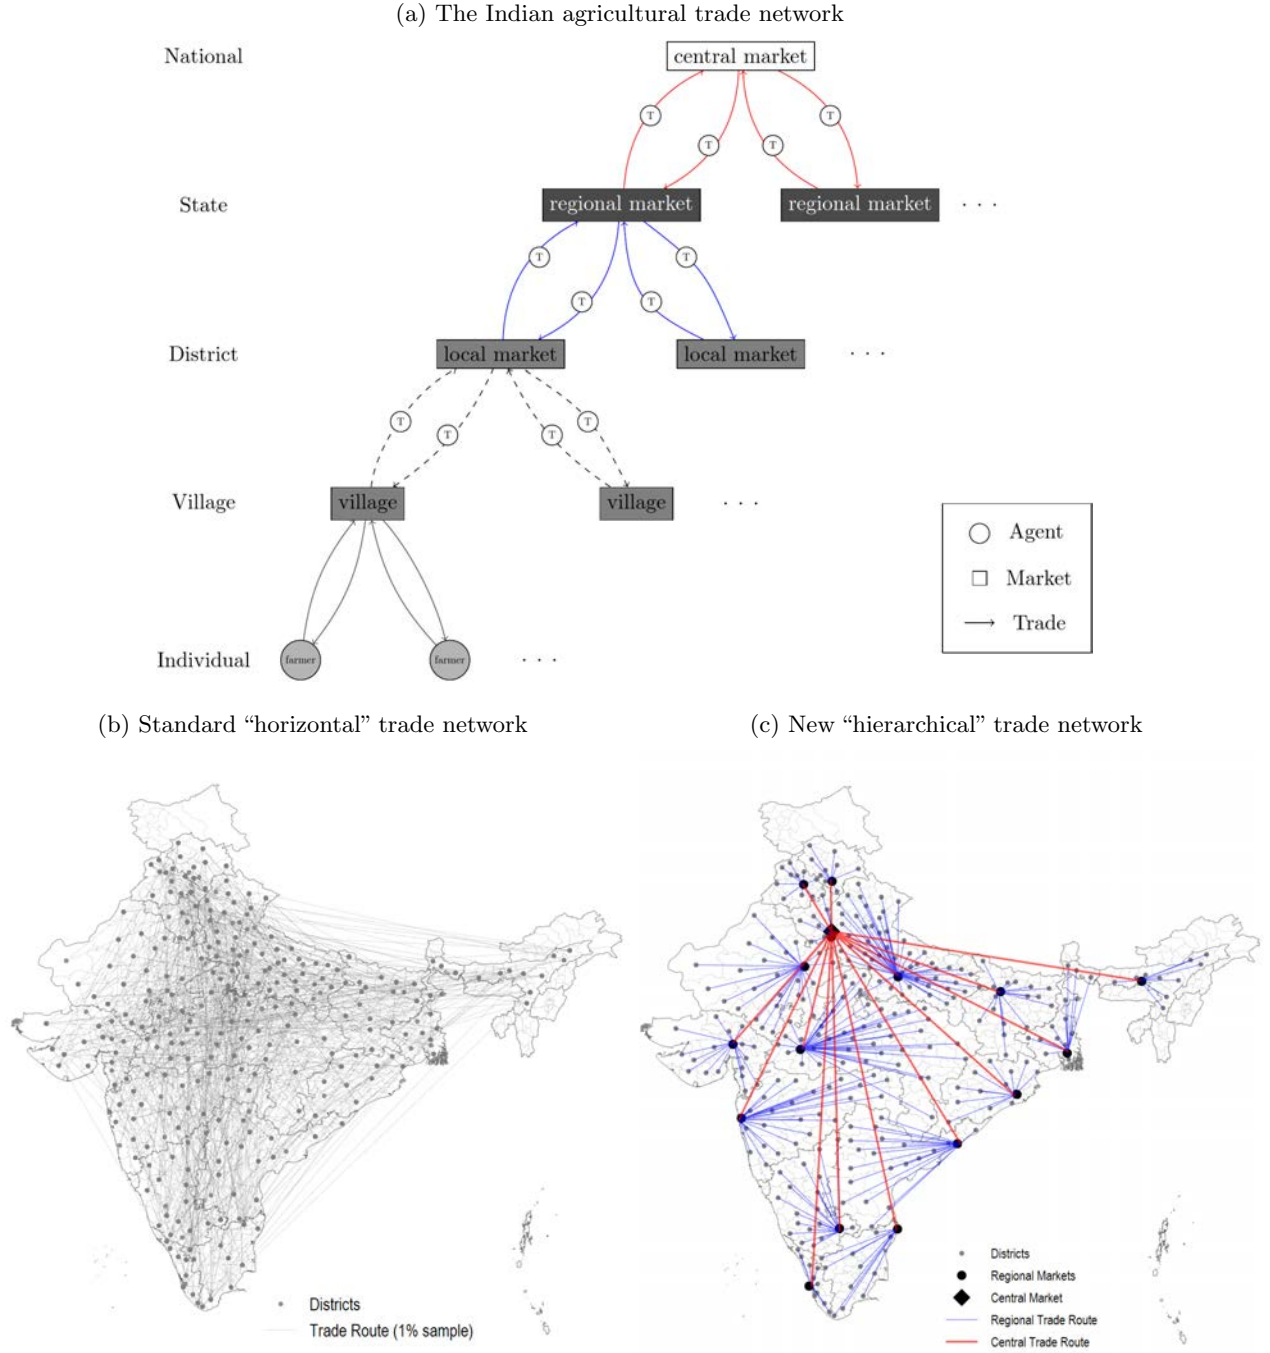 (a) The Indian agricultural trade network
National
central market
T
T
T
T
State
regional market
regional market
. . .
T
T
T
T
District
local market
local market
. . .
T
T
T
T
Village
village
village
. . .
Agent
Market
Trade
Individual
farmer
farmer
. . .
(b) Standard “horizontal” trade network
(c) New “hierarchical” trade network
Districts
Trade Route (1% sample)
Districts
Regional Markets
Central Market
Regional Trade Route
Central Trade Route